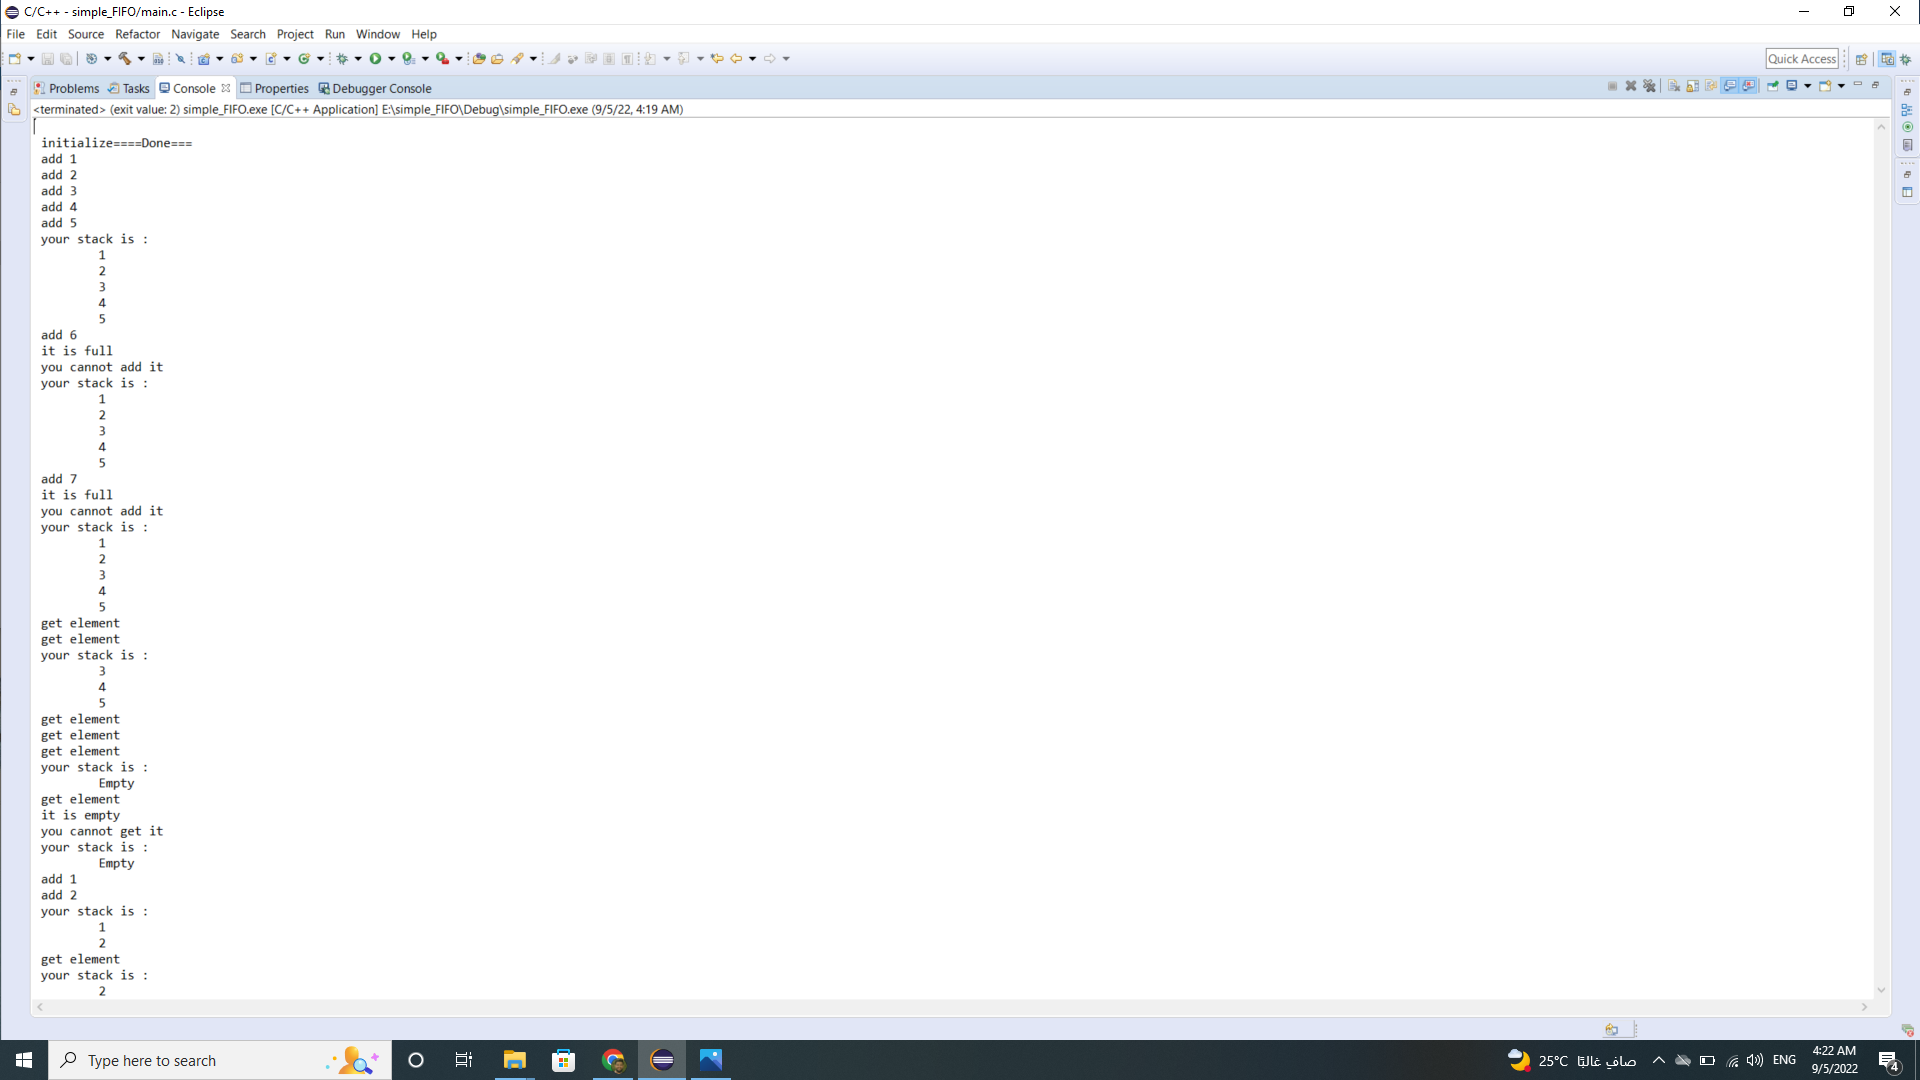 C/C++ - simple_FIFO/main.c - Eclipse
File Edit Source Refactor Navigate Search Project Run Window Help
Quick Access
Problems Tasks Console Properties Debugger Console
<terminated> (exit value: 2) simple_FIFO.exe [C/C++ Application] E:\simple_FIFO\Debug\simple_FIFO.exe (9/5/22, 4:19 AM)
initialize====Done===
add 1
add 2
add 3
add 4
add 5
your stack is :
1
2
3
4
5
add 6
it is full
you cannot add it
your stack is :
1
2
3
4
5
add 7
it is full
you cannot add it
your stack is :
1
2
3
4
5
get element
get element
your stack is :
3
4
5
get element
get element
get element
your stack is :
Empty
get element
it is empty
you cannot get it
your stack is :
Empty
add 1
add 2
your stack is :
1
2
get element
your stack is :
2
Type here to search
25°C صافٍ غالبًا
ENG
4:22 AM
9/5/2022
4